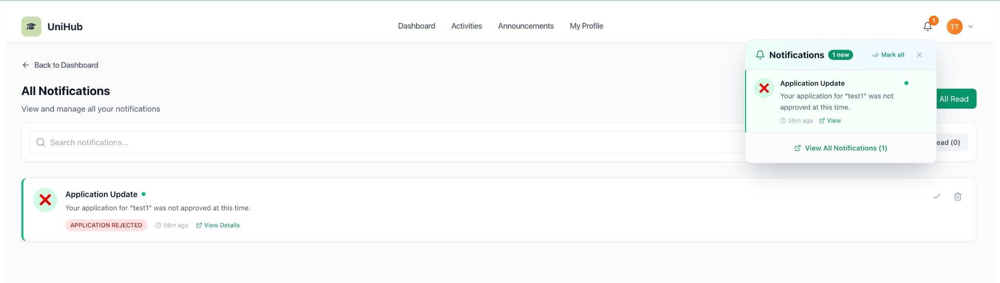 UniHub
Dashboard Activities Announcements My Profile
1
TT
Back to Dashboard
All Notifications
View and manage all your notifications
All Read
Search notifications...
ead (0)
Notifications 1 new Mark all
Application Update
Your application for "test1" was not
approved at this time.
56m ago View
View All Notifications (1)
Application Update
Your application for "test1" was not approved at this time.
APPLICATION REJECTED 56m ago View Details